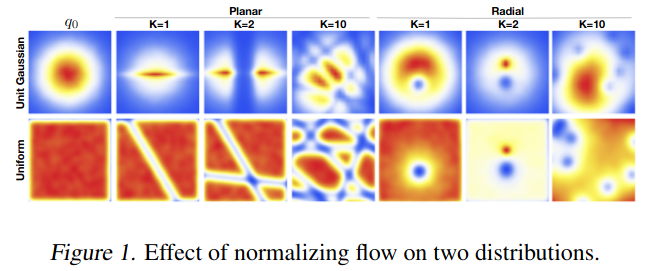 Planar Radial
q0 K=1 K=2 K=10 K=1 K=2 K=10
Unit Gaussian
Uniform
Figure 1. Effect of normalizing flow on two distributions.